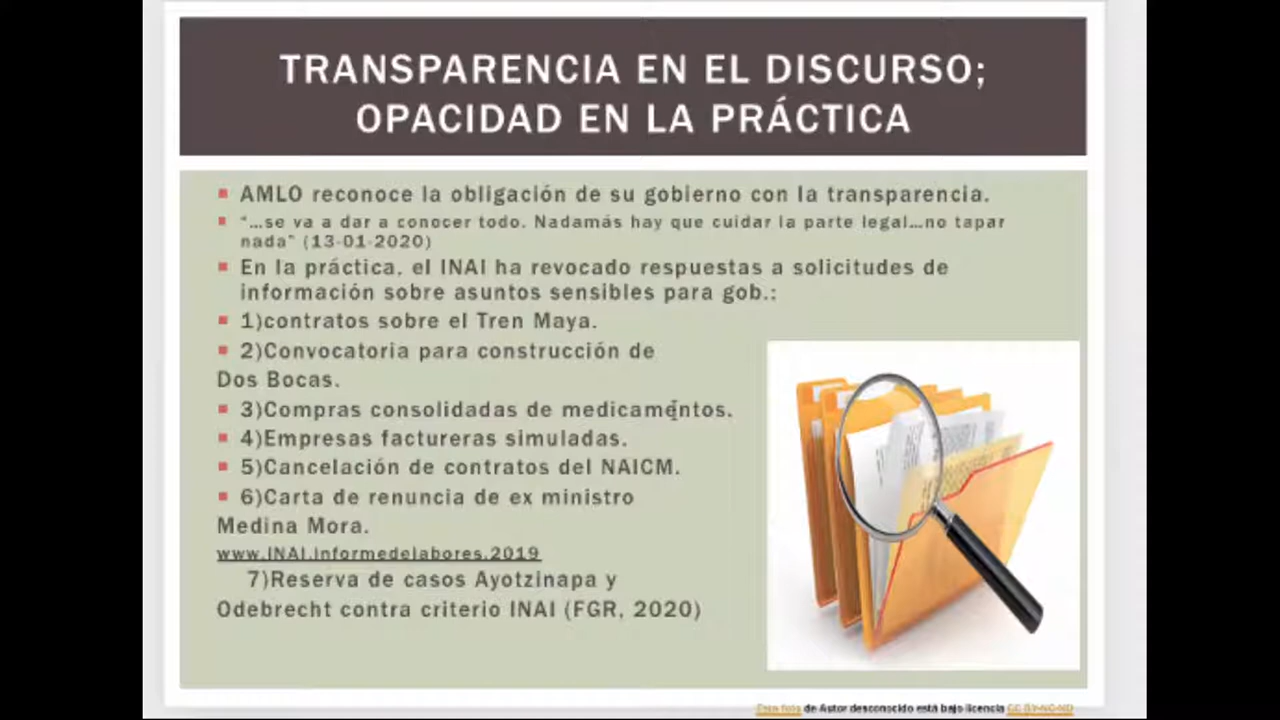 TRANSPARENCIA EN EL DISCURSO;
OPACIDAD EN LA PRÁCTICA
AMLO reconoce la obligación de su gobierno con la transparencia.
"...se va a dar a conocer todo. Nadamás hay que cuidar la parte legal...no tapar
nada" (13-01-2020)
En la práctica, el INAI ha revocado respuestas a solicitudes de
información sobre asuntos sensibles para gob.:
1)contratos sobre el Tren Maya.
2)Convocatoria para construcción de
Dos Bocas.
3)Compras consolidadas de medicamentos.
4)Empresas factureras simuladas.
5)Cancelación de contratos del NAICM.
6)Carta de renuncia de ex ministro
Medina Mora.
www.INAI.informedelabores.2019
7)Reserva de casos Ayotzinapa y
Odebrecht contra criterio INAI (FGR, 2020)
Esta foto de Autor desconocido está bajo licencia CC BY-NC-ND